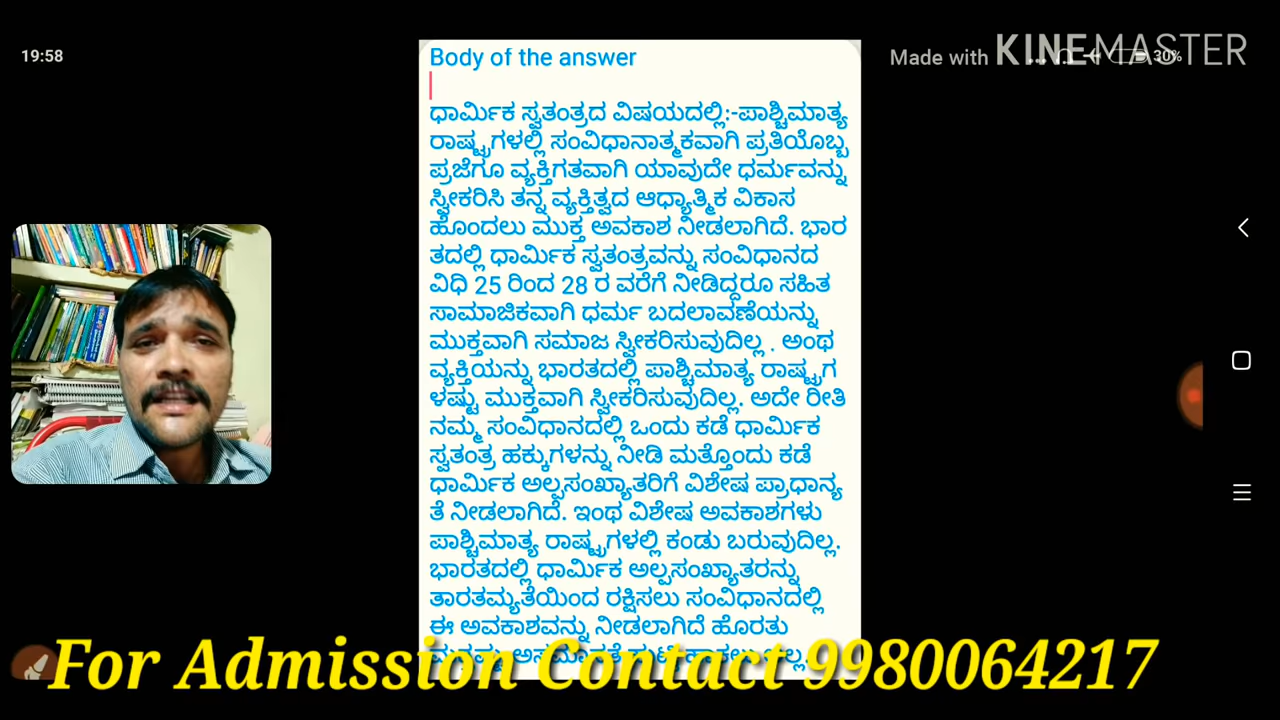 19:58
Made with KINEMASTER
30%
Body of the answer
ಧಾರ್ಮಿಕ ಸ್ವತಂತ್ರದ ವಿಷಯದಲ್ಲಿ:-ಪಾಶ್ಚಿಮಾತ್ಯ
ರಾಷ್ಟ್ರಗಳಲ್ಲಿ ಸಂವಿಧಾನಾತ್ಮಕವಾಗಿ ಪ್ರತಿಯೊಬ್ಬ
ಪ್ರಜೆಗೂ ವ್ಯಕ್ತಿಗತವಾಗಿ ಯಾವುದೇ ಧರ್ಮವನ್ನು
ಸ್ವೀಕರಿಸಿ ತನ್ನ ವ್ಯಕ್ತಿತ್ವದ ಆಧ್ಯಾತ್ಮಿಕ ವಿಕಾಸ
ಹೊಂದಲು ಮುಕ್ತ ಅವಕಾಶ ನೀಡಲಾಗಿದೆ. ಭಾರ
ತದಲ್ಲಿ ಧಾರ್ಮಿಕ ಸ್ವತಂತ್ರವನ್ನು ಸಂವಿಧಾನದ
ವಿಧಿ 25 ರಿಂದ 28 ರ ವರೆಗೆ ನೀಡಿದ್ದರೂ ಸಹಿತ
ಸಾಮಾಜಿಕವಾಗಿ ಧರ್ಮ ಬದಲಾವಣೆಯನ್ನು
ಮುಕ್ತವಾಗಿ ಸಮಾಜ ಸ್ವೀಕರಿಸುವುದಿಲ್ಲ . ಅಂಥ
ವ್ಯಕ್ತಿಯನ್ನು ಭಾರತದಲ್ಲಿ ಪಾಶ್ಚಿಮಾತ್ಯ ರಾಷ್ಟ್ರಗ
ಳಷ್ಟು ಮುಕ್ತವಾಗಿ ಸ್ವೀಕರಿಸುವುದಿಲ್ಲ. ಅದೇ ರೀತಿ
ನಮ್ಮ ಸಂವಿಧಾನದಲ್ಲಿ ಒಂದು ಕಡೆ ಧಾರ್ಮಿಕ
ಸ್ವತಂತ್ರ ಹಕ್ಕುಗಳನ್ನು ನೀಡಿ ಮತ್ತೊಂದು ಕಡೆ
ಧಾರ್ಮಿಕ ಅಲ್ಪಸಂಖ್ಯಾತರಿಗೆ ವಿಶೇಷ ಪ್ರಾಧಾನ್ಯ
ತೆ ನೀಡಲಾಗಿದೆ. ಇಂಥ ವಿಶೇಷ ಅವಕಾಶಗಳು
ಪಾಶ್ಚಿಮಾತ್ಯ ರಾಷ್ಟ್ರಗಳಲ್ಲಿ ಕಂಡು ಬರುವುದಿಲ್ಲ.
ಭಾರತದಲ್ಲಿ ಧಾರ್ಮಿಕ ಅಲ್ಪಸಂಖ್ಯಾತರನ್ನು
ತಾರತಮ್ಯತೆಯಿಂದ ರಕ್ಷಿಸಲು ಸಂವಿಧಾನದಲ್ಲಿ
ಈ ಅವಕಾಶವನ್ನು ನೀಡಲಾಗಿದೆ ಹೊರತು
For Admission Contact 9980064217